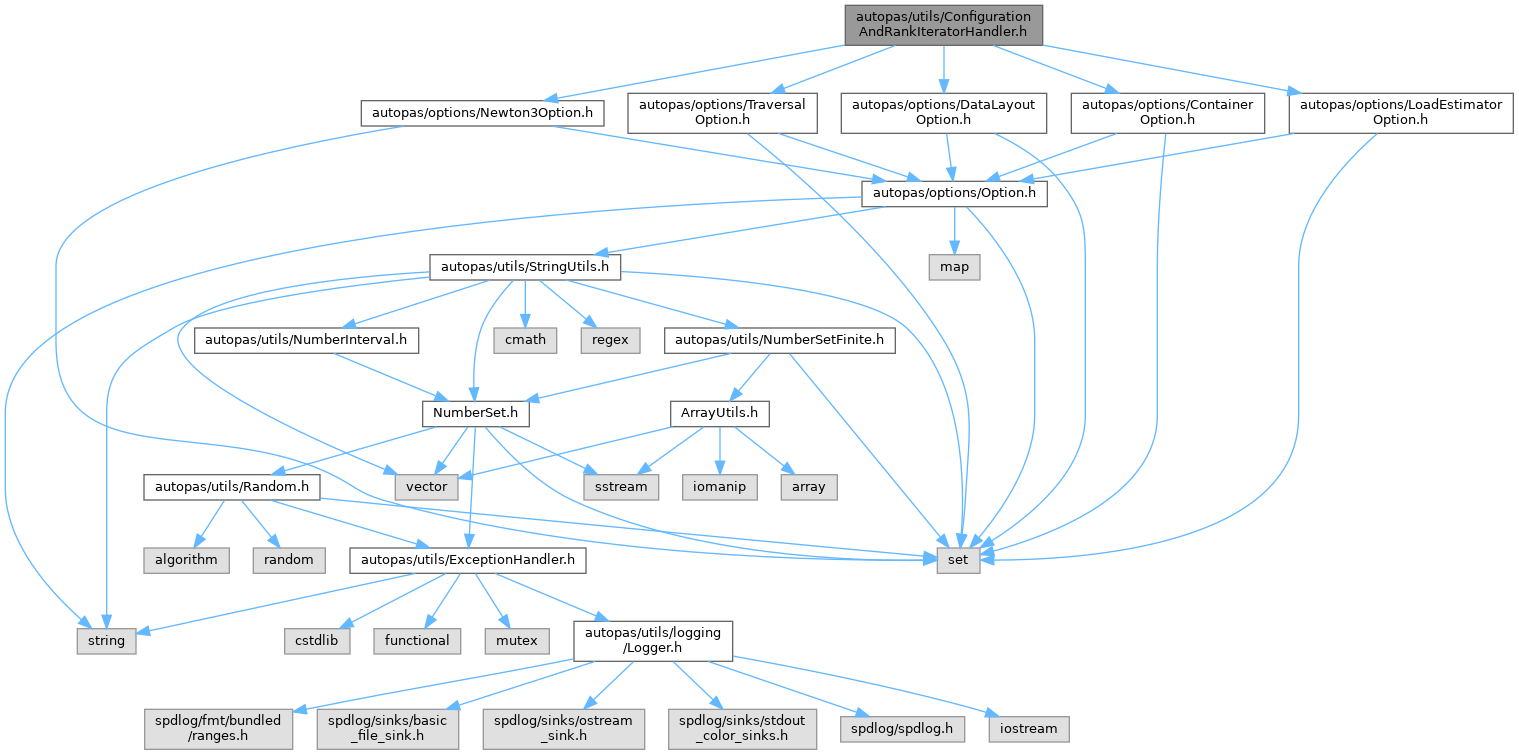 autopas/utils/Configuration
AndRankIteratorHandler.h
autopas/options/Newton3Option.h
autopas/options/Traversal
Option.h
autopas/options/DataLayout
Option.h
autopas/options/Container
Option.h
autopas/options/LoadEstimator
Option.h
autopas/options/Option.h
autopas/utils/StringUtils.h
map
autopas/utils/NumberInterval.h
cmath
regex
autopas/utils/NumberSetFinite.h
NumberSet.h
ArrayUtils.h
autopas/utils/Random.h
vector
sstream
iomanip
array
algorithm
random
autopas/utils/ExceptionHandler.h
set
string
cstdlib
functional
mutex
autopas/utils/logging
/Logger.h
spdlog/fmt/bundled
/ranges.h
spdlog/sinks/basic
_file_sink.h
spdlog/sinks/ostream
_sink.h
spdlog/sinks/stdout
_color_sinks.h
spdlog/spdlog.h
iostream